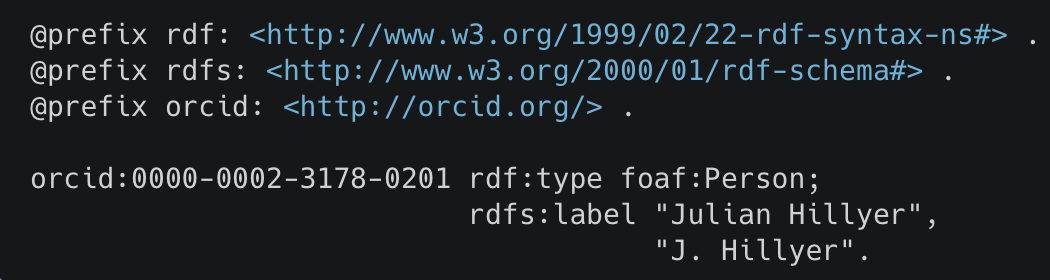 @prefix rdf: <http://www.w3.org/1999/02/22-rdf-syntax-ns#> .
@prefix rdfs: <http://www.w3.org/2000/01/rdf-schema#> .
@prefix orcid: <http://orcid.org/> .

orcid:0000-0002-3178-0201 rdf:type foaf:Person;
                          rdfs:label "Julian Hillyer",
                                     "J. Hillyer".